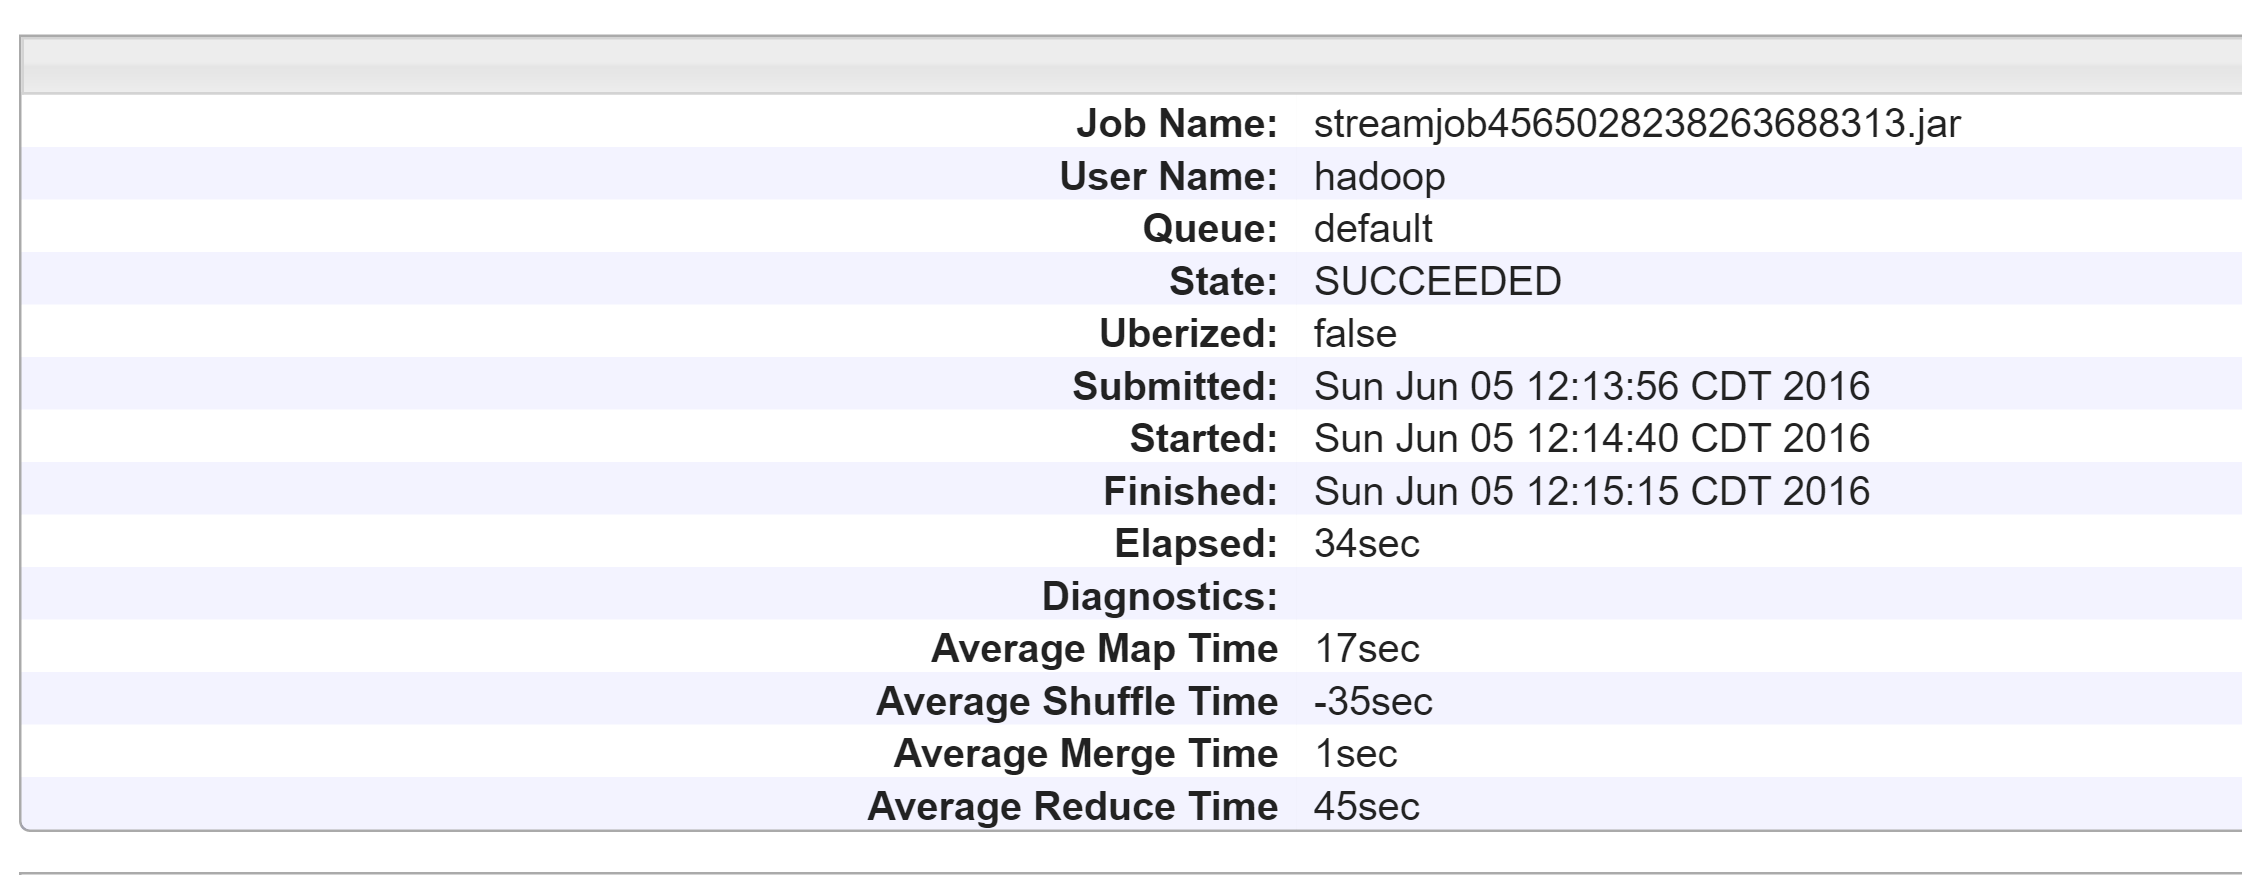 Job Name: streamjob4565028238263688313.jar
User Name: hadoop
Queue: default
State: SUCCEEDED
Uberized: false
Submitted: Sun Jun 05 12:13:56 CDT 2016
Started: Sun Jun 05 12:14:40 CDT 2016
Finished: Sun Jun 05 12:15:15 CDT 2016
Elapsed: 34sec
Diagnostics:
Average Map Time 17sec
Average Shuffle Time -35sec
Average Merge Time 1sec
Average Reduce Time 45sec